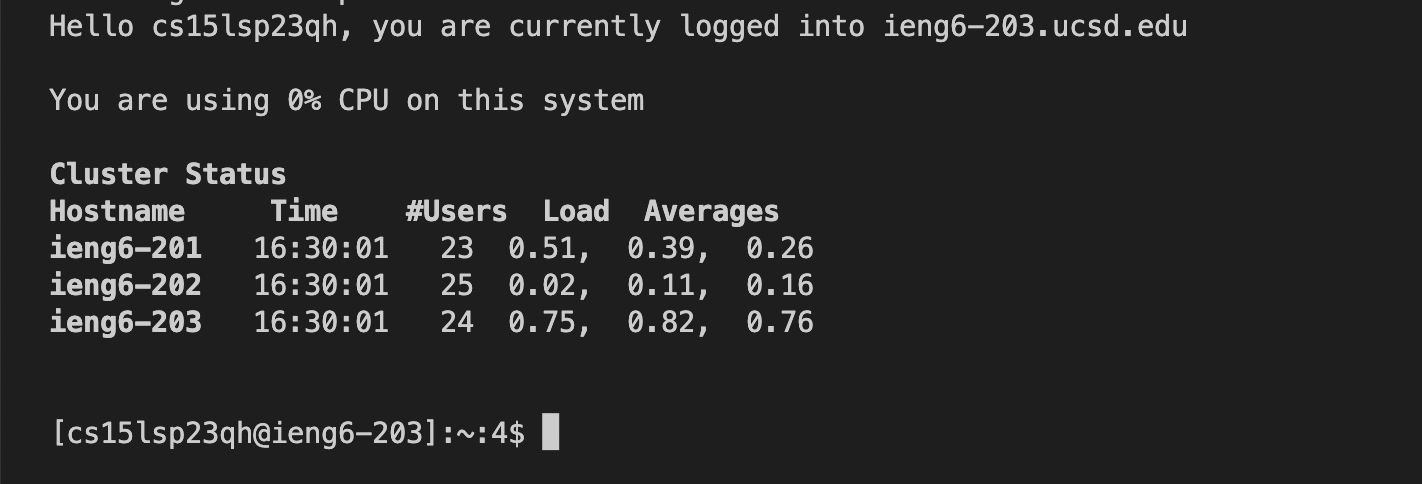 Hello cs15lsp23qh, you are currently logged into ieng6-203.ucsd.edu
You are using 0% CPU on this system
Cluster Status
Hostname     Time    #Users  Load  Averages
ieng6-201   16:30:01   23  0.51,  0.39,  0.26
ieng6-202   16:30:01   25  0.02,  0.11,  0.16
ieng6-203   16:30:01   24  0.75,  0.82,  0.76
[cs15lsp23qh@ieng6-203]:~:4$